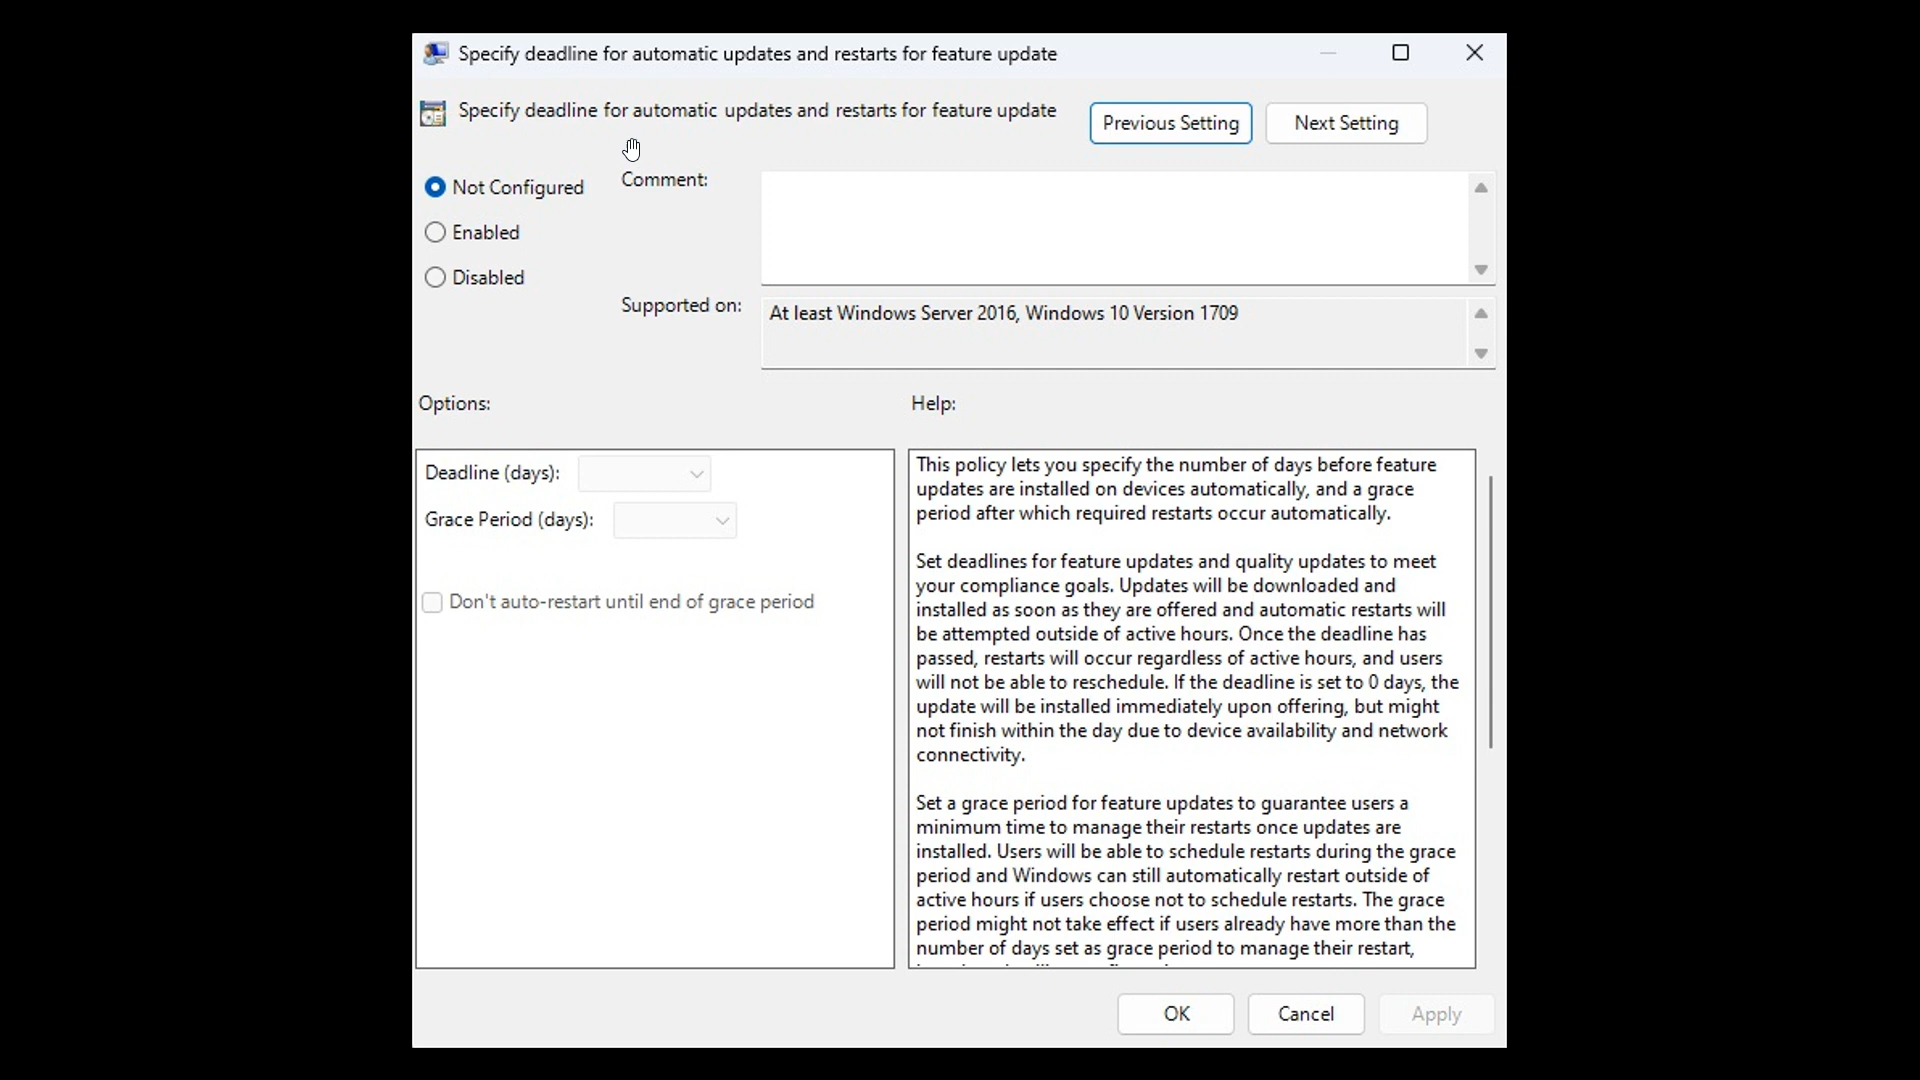 Specify deadline for automatic updates and restarts for feature update
Specify deadline for automatic updates and restarts for feature update
Previous Setting
Next Setting
Not Configured
Enabled
Disabled
Comment:
Supported on:
At least Windows Server 2016, Windows 10 Version 1709
Options:
Help:
Deadline (days):
Grace Period (days):
Don't auto-restart until end of grace period
This policy lets you specify the number of days before feature
updates are installed on devices automatically, and a grace
period after which required restarts occur automatically.
Set deadlines for feature updates and quality updates to meet
your compliance goals. Updates will be downloaded and
installed as soon as they are offered and automatic restarts will
be attempted outside of active hours. Once the deadline has
passed, restarts will occur regardless of active hours, and users
will not be able to reschedule. If the deadline is set to 0 days, the
update will be installed immediately upon offering, but might
not finish within the day due to device availability and network
connectivity.
Set a grace period for feature updates to guarantee users a
minimum time to manage their restarts once updates are
installed. Users will be able to schedule restarts during the grace
period and Windows can still automatically restart outside of
active hours if users choose not to schedule restarts. The grace
period might not take effect if users already have more than the
number of days set as grace period to manage their restart,
OK
Cancel
Apply